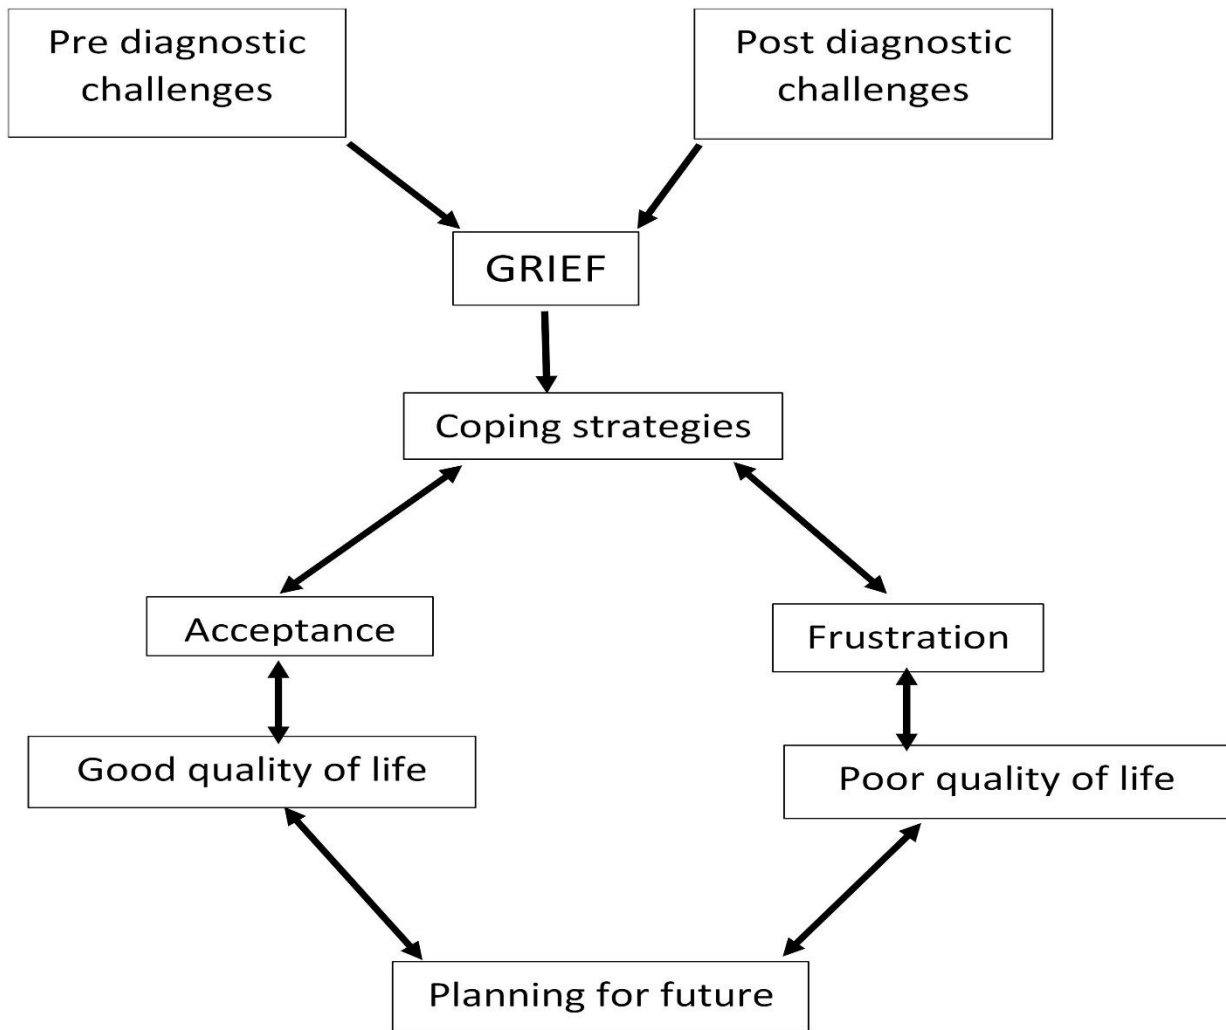 Pre diagnostic
challenges
Post diagnostic
challenges
GRIEF
Coping strategies
Acceptance
Frustration
Good quality of life
Poor quality of life
Planning for future